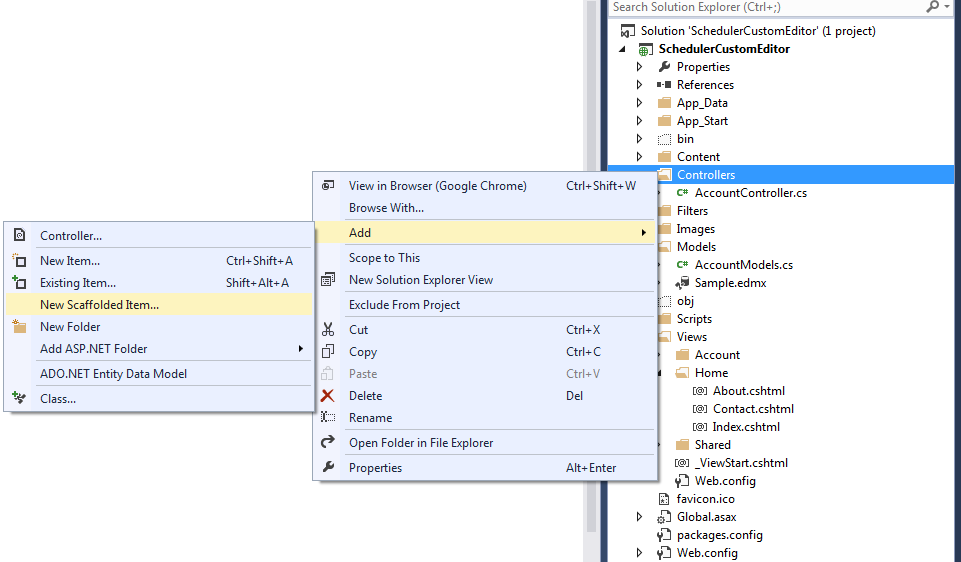 Search Solution Explorer (Ctrl+;)
Solution 'SchedulerCustomEditor' (1 project)
SchedulerCustomEditor
Properties
References
App_Data
App_Start
bin
Content
Controllers
C# AccountController.cs
Filters
Images
Models
C# AccountModels.cs
Sample.edmx
obj
Scripts
Views
Account
Home
[@] About.cshtml
[@] Contact.cshtml
[@] Index.cshtml
Shared
[@] _ViewStart.cshtml
Web.config
favicon.ico
Global.asax
packages.config
Web.config
View in Browser (Google Chrome) Ctrl+Shift+W
Browse With...
Add
Scope to This
New Solution Explorer View
Exclude From Project
Cut Ctrl+X
Copy Ctrl+C
Paste Ctrl+V
Delete Del
Rename
Open Folder in File Explorer
Properties Alt+Enter
Controller...
New Item... Ctrl+Shift+A
Existing Item... Shift+Alt+A
New Scaffolded Item...
New Folder
Add ASP.NET Folder
ADO.NET Entity Data Model
Class...